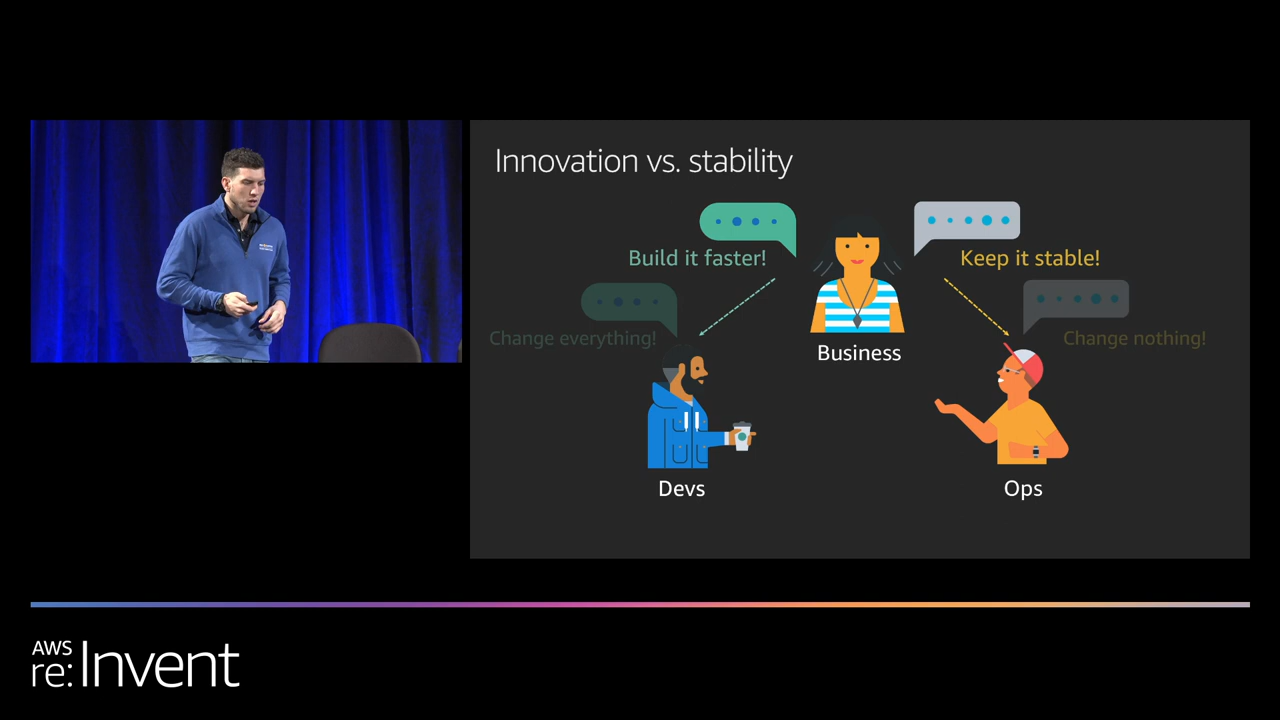 Innovation vs. stability
Build it faster!
Keep it stable!
Change everything!
Change nothing!
Business
Devs
Ops
AWS
re:Invent